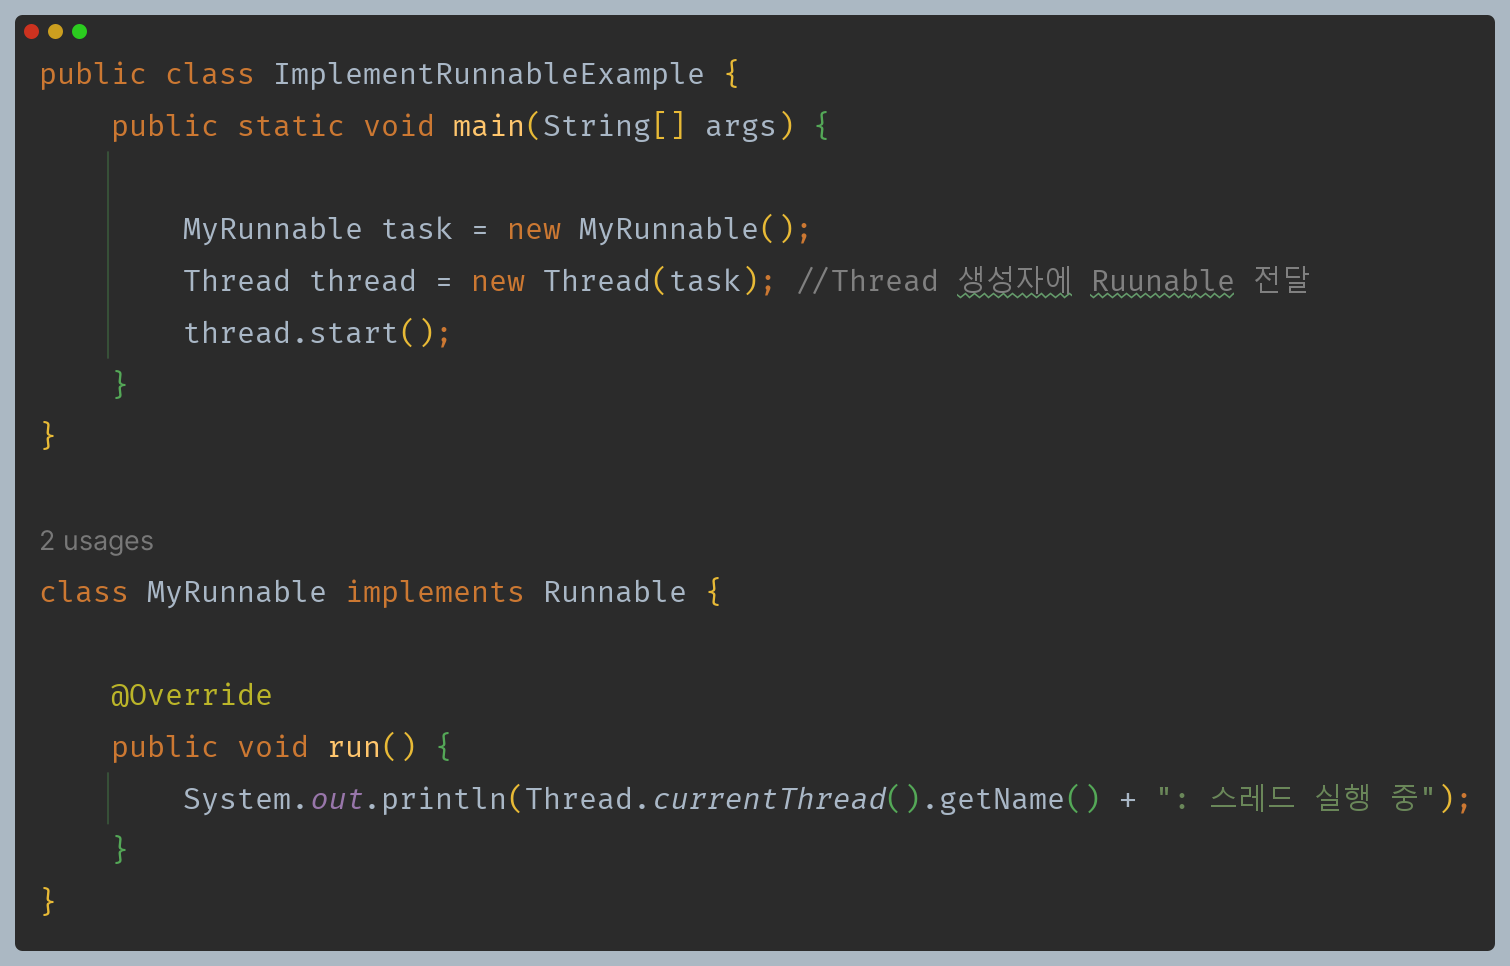 public class ImplementRunnableExample {
    public static void main(String[] args) {

        MyRunnable task = new MyRunnable();
        Thread thread = new Thread(task); //Thread 생성자에 Ruunable 전달
        thread.start();
    }
}

2 usages
class MyRunnable implements Runnable {

    @Override
    public void run() {
        System.out.println(Thread.currentThread().getName() + ": 스레드 실행 중");
    }
}